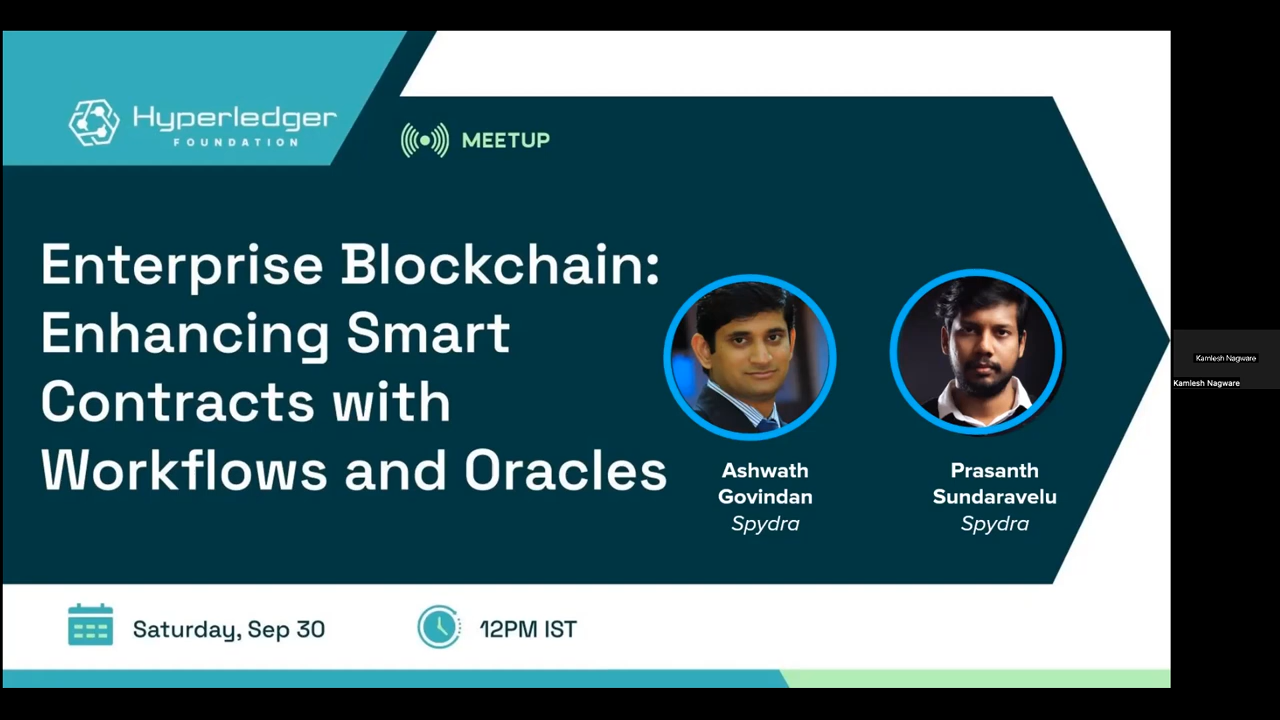 Hyperledger
FOUNDATION
MEETUP
Enterprise Blockchain:
Enhancing Smart
Contracts with
Workflows and Oracles
Ashwath
Govindan
Spydra
Prasanth
Sundaravelu
Spydra
Saturday, Sep 30
12PM IST
Kamlesh Nagware
Kamlesh Nagware